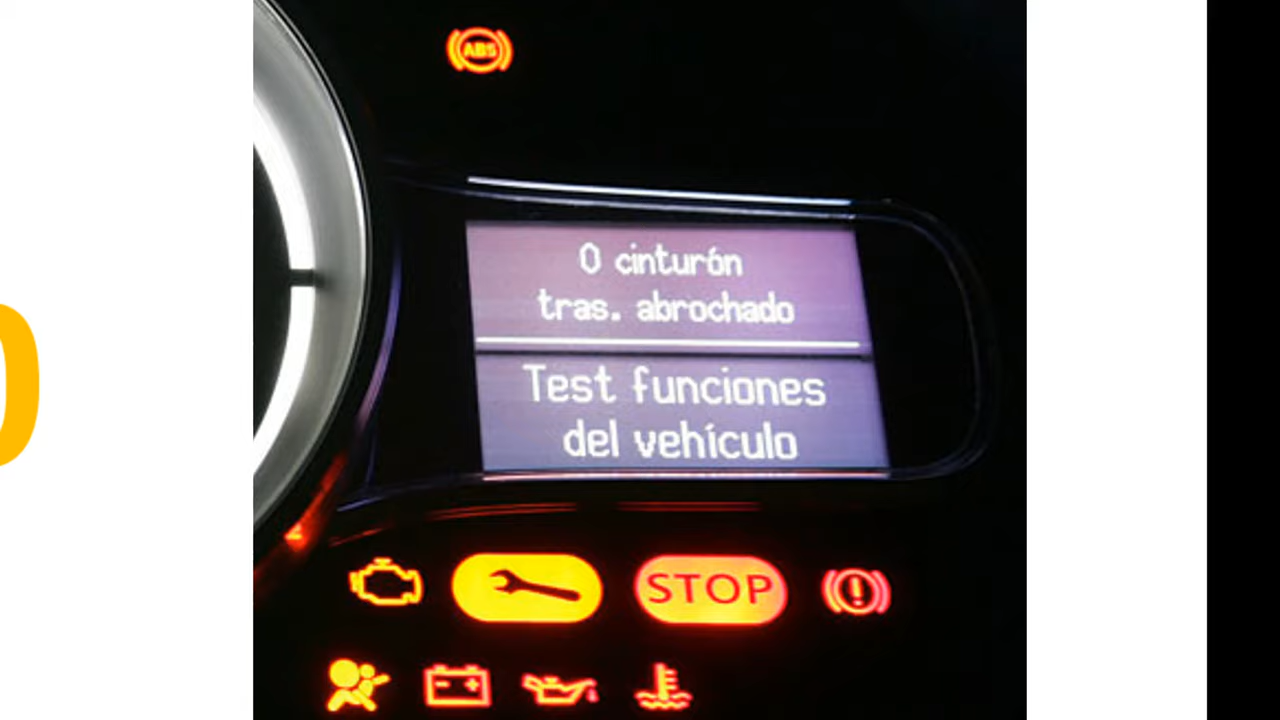 ABS
0 cinturón
tras. abrochado
Test funciones
del vehículo
STOP